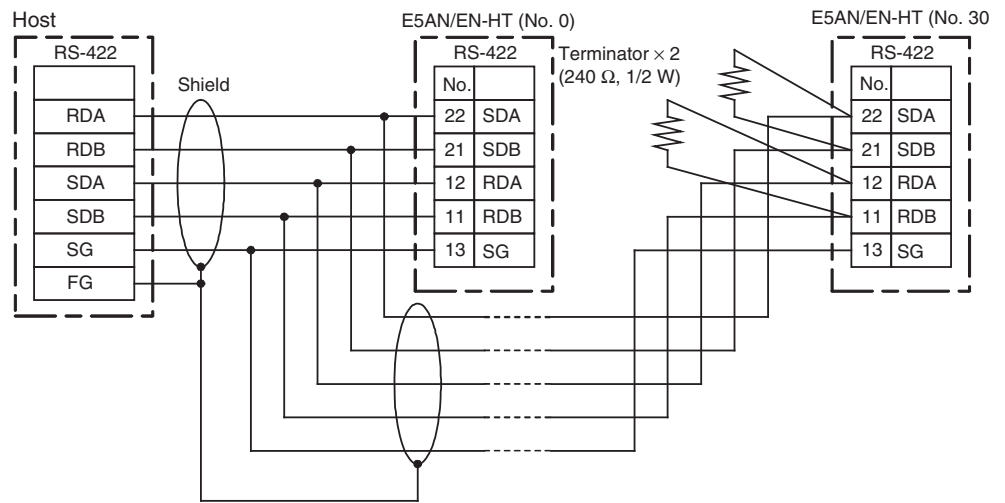 Host
RS-422
RDA
RDB
SDA
SDB
SG
FG
Shield
E5AN/EN-HT (No. 0)
RS-422
No.
22 SDA
21 SDB
12 RDA
11 RDB
13 SG
Terminator × 2
(240 Ω, 1/2 W)
E5AN/EN-HT (No. 30
RS-422
No.
22 SDA
21 SDB
12 RDA
11 RDB
13 SG